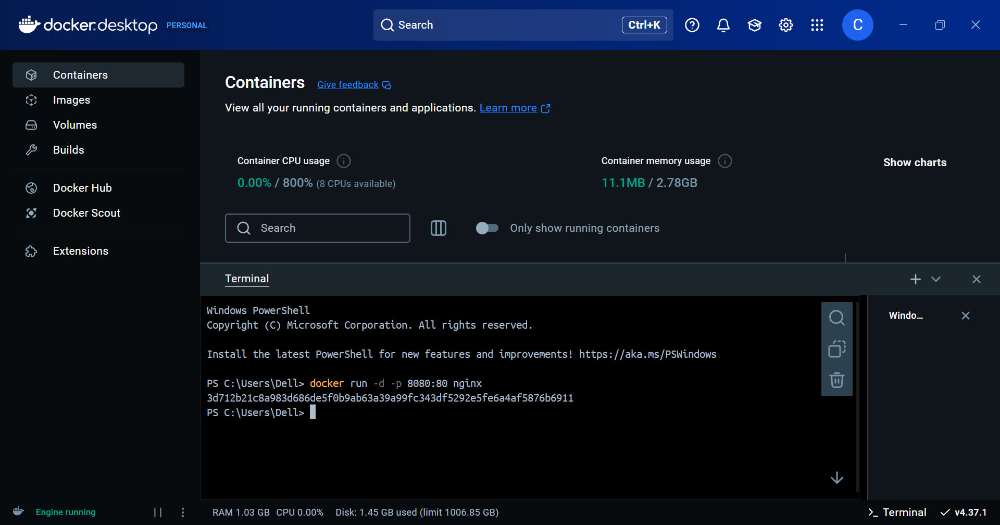 docker desktop PERSONAL
Search Ctrl+K
C
Containers
Images
Volumes
Builds
Docker Hub
Docker Scout
Extensions
Containers Give feedback
View all your running containers and applications. Learn more
Container CPU usage
0.00% / 800% (8 CPUs available)
Container memory usage
11.1MB / 2.78GB
Show charts
Search
Only show running containers
Terminal
Windows PowerShell
Copyright (C) Microsoft Corporation. All rights reserved.
Install the latest PowerShell for new features and improvements! https://aka.ms/PSWindows
PS C:\Users\Dell> docker run -d -p 8080:80 nginx
3d712b21c8a983d686de5f0b9ab63a39a99fc343df5292e5fe6a4af5876b6911
PS C:\Users\Dell>
Windo...
Engine running
RAM 1.03 GB CPU 0.00% Disk: 1.45 GB used (limit 1006.85 GB)
Terminal
v4.37.1